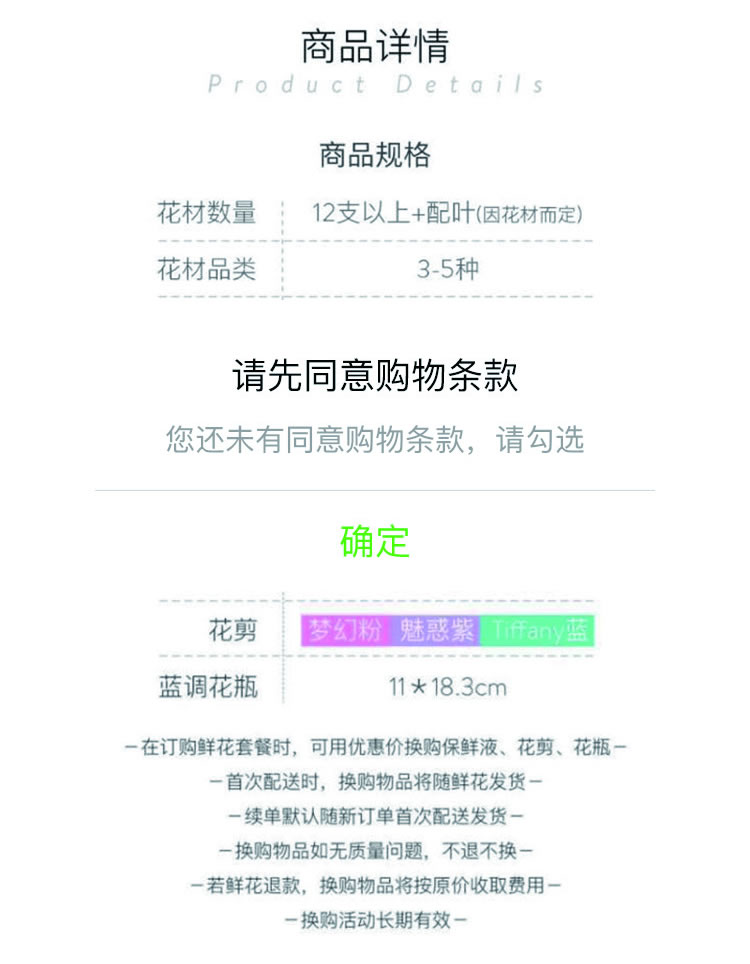 商品详情
Product Details
商品规格
花材数量 12支以上+配叶(因花材而定)
花材品类 3-5种
请先同意购物条款
您还未有同意购物条款，请勾选
确定
花剪 梦幻粉 魅惑紫 Tiffany蓝
蓝调花瓶 11*18.3cm
—在订购鲜花套餐时，可用优惠价换购保鲜液、花剪、花瓶—
—首次配送时，换购物品将随鲜花发货—
—续单默认随新订单首次配送发货—
—换购物品如无质量问题，不退不换—
—若鲜花退款，换购物品将按原价收取费用—
—换购活动长期有效—